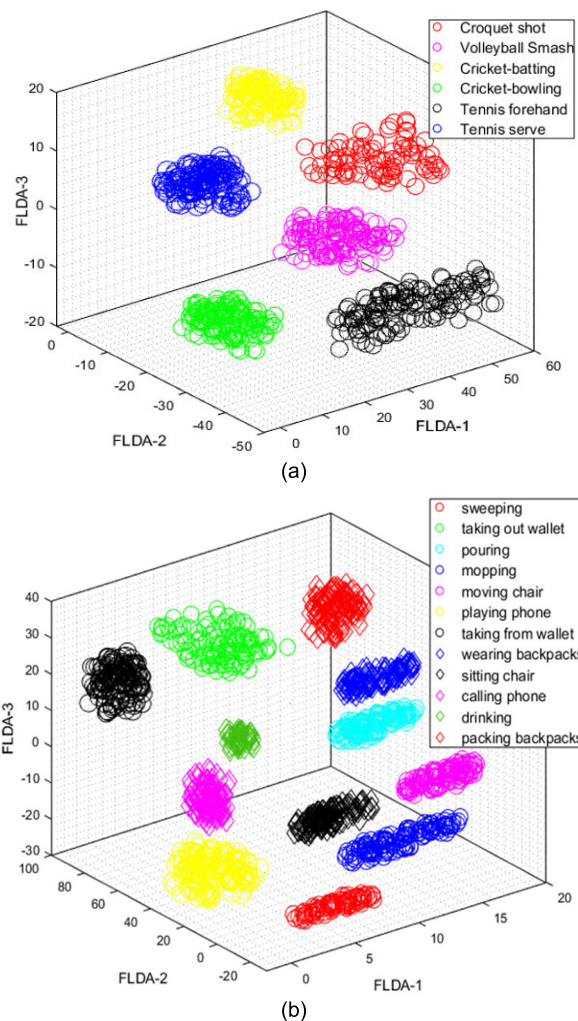 Croquet shot
Volleyball Smash
Cricket-batting
Cricket-bowling
Tennis forehand
Tennis serve
20
10
0
-10
-20
FLDA-3
0
-10
-20
-30
-40
-50
FLDA-2
0
10
20
30
40
50
60
FLDA-1
(a)
sweeping
taking out wallet
pouring
mopping
moving chair
playing phone
taking from wallet
wearing backpacks
sitting chair
calling phone
drinking
packing backpacks
40
30
20
10
0
-10
-20
-30
FLDA-3
100
80
60
40
20
0
-20
FLDA-2
0
5
10
15
20
FLDA-1
(b)